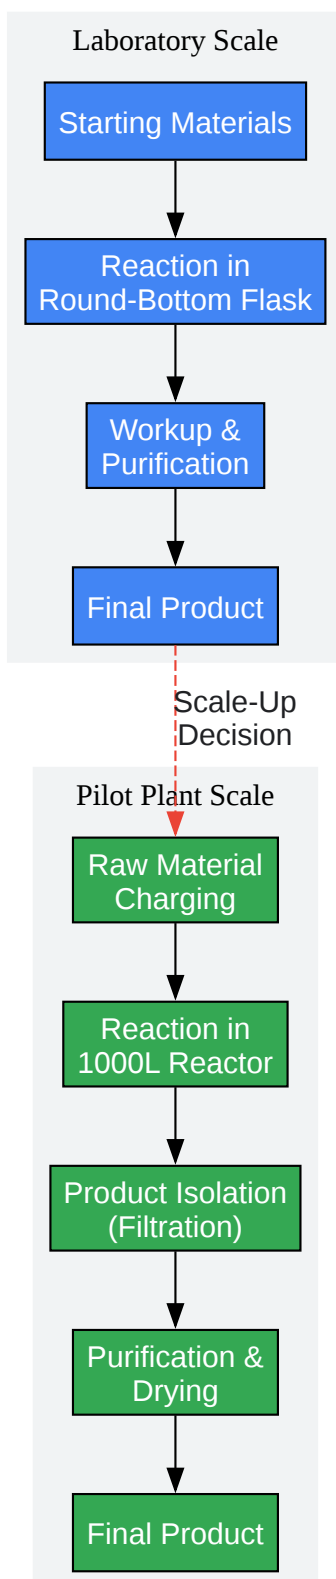 Laboratory Scale
Starting Materials
Reaction in
Round-Bottom Flask
Workup &
Purification
Final Product
Scale-Up
Decision
Pilot Plant Scale
Raw Material
Charging
Reaction in
1000L Reactor
Product Isolation
(Filtration)
Purification &
Drying
Final Product